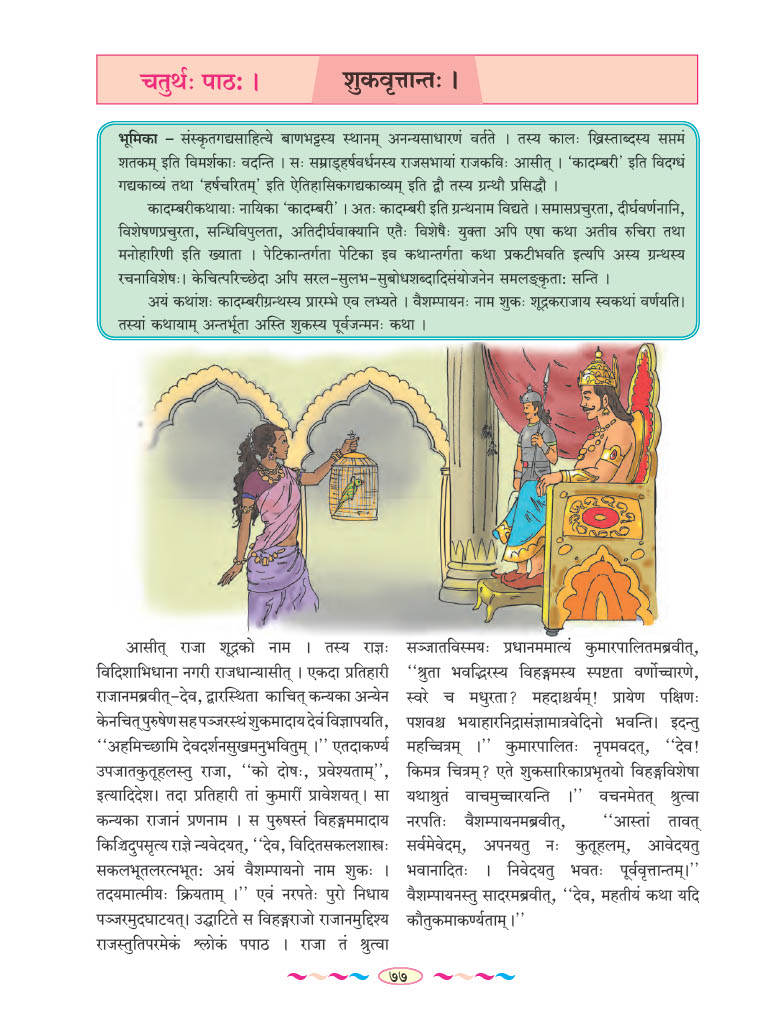 चतुर्थः पाठः ।
शुकवृत्तान्तः ।
भूमिका – संस्कृतगद्यसाहित्ये बाणभट्टस्य स्थानम् अनन्यसाधारणं वर्तते । तस्य कालः ख्रिस्ताब्दस्य सप्तमं
शतकम् इति विमर्शकाः वदन्ति । सः सम्राड्हर्षवर्धनस्य राजसभायां राजकविः आसीत् । ‘कादम्बरी’ इति विदग्धं
गद्यकाव्यं तथा ‘हर्षचरितम्’ इति ऐतिहासिकगद्यकाव्यम् इति द्वौ तस्य ग्रन्थौ प्रसिद्धौ ।
कादम्बरीकथायाः नायिका ‘कादम्बरी’ । अतः कादम्बरी इति ग्रन्थनाम विद्यते । समासप्रचुरता, दीर्घवर्णनानि,
विशेषणप्रचुरता, सन्धिविपुलता, अतिदीर्घवाक्यानि एतैः विशेषैः युक्ता अपि एषा कथा अतीव रुचिरा तथा
मनोहारिणी इति ख्याता । पेटिकान्तर्गता पेटिका इव कथान्तर्गता कथा प्रकटीभवति इत्यपि अस्य ग्रन्थस्य
रचनाविशेषः। केचित्परिच्छेदा अपि सरल-सुलभ-सुबोधशब्दादिसंयोजनेन समलङ्कृताः सन्ति ।
अयं कथांशः कादम्बरीग्रन्थस्य प्रारम्भे एव लभ्यते । वैशम्पायनः नाम शुकः शूद्रकराजाय स्वकथां वर्णयति।
तस्यां कथायाम् अन्तर्भूता अस्ति शुकस्य पूर्वजन्मनः कथा ।
आसीत् राजा शूद्रको नाम । तस्य राज्ञः
विदिशाभिधाना नगरी राजधान्यासीत् । एकदा प्रतिहारी
राजानमब्रवीत्-देव, द्वारस्थिता काचित् कन्यका अन्येन
केनचित् पुरुषेण सह पञ्जरस्थं शुकमादाय देवं विज्ञापयति,
‘‘अहमिच्छामि देवदर्शनसुखमनुभवितुम् ।’’ एतदाकर्ण्य
उपजातकुतूहलस्तु राजा, ‘‘को दोषः, प्रवेश्यताम्’’,
इत्यादिदेश। तदा प्रतिहारी तां कुमारीं प्रावेशयत्। सा
कन्यका राजानं प्रणनाम । स पुरुषस्तं विहङ्गममादाय
किञ्चिदुपसृत्य राज्ञे न्यवेदयत्, ‘‘देव, विदितसकलशास्त्रः
सकलभूतलरत्नभूतः अयं वैशम्पायनो नाम शुकः ।
तदयमात्मीयः क्रियताम् ।’’ एवं नरपतेः पुरो निधाय
पञ्जरमुदघाटयत्। उद्घाटिते स विहङ्गराजो राजानमुद्दिश्य
राजस्तुतिपरमेकं श्लोकं पपाठ । राजा तं श्रुत्वा
सञ्जातविस्मयः प्रधानममात्यं कुमारपालितमब्रवीत्,
‘‘श्रुता भवद्भिरस्य विहङ्गमस्य स्पष्टता वर्णोच्चारणे,
स्वरे च मधुरता? महदाश्चर्यम्! प्रायेण पक्षिणः
पशवश्च भयाहारनिद्रासंज्ञामात्रवेदिनो भवन्ति। इदन्तु
महच्चित्रम् ।’’ कुमारपालितः नृपमवदत्, ‘‘देव!
किमत्र चित्रम्? एते शुकसारिकाप्रभृतयो विहङ्गविशेषा
यथाश्रुतं वाचमुच्चारयन्ति ।’’ वचनमेतत् श्रुत्वा
नरपतिः वैशम्पायनमब्रवीत्, ‘‘आस्तां तावत्
सर्वमेवेदम्, अपनयतु नः कुतूहलम्, आवेदयतु
भवानादितः । निवेदयतु भवतः पूर्ववृत्तान्तम्।’’
वैशम्पायनस्तु सादरमब्रवीत्, ‘‘देव, महतीयं कथा यदि
कौतुकमाकर्ण्यताम्।’’
७७